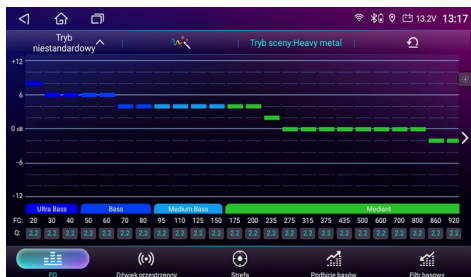 13.2V 13:17
Tryb niestandardowy
Tryb sceny:Heavy metal
+12
6
0 dB
-6
-12
Ultra Bass Bass Medium Bass Mediant
FC: 20 30 40 50 60 70 80 95 110 125 150 175 200 235 275 315 375 435 500 600 700 800 860 920
Q: 2.2 2.2 2.2 2.2 2.2 2.2 2.2 2.2 2.2 2.2 2.2 2.2 2.2 2.2 2.2 2.2 2.2 2.2 2.2 2.2 2.2 2.2 2.2 2.2
EQ Dźwięk przestrzenny Strefa Podbicie basów Filtr basowy